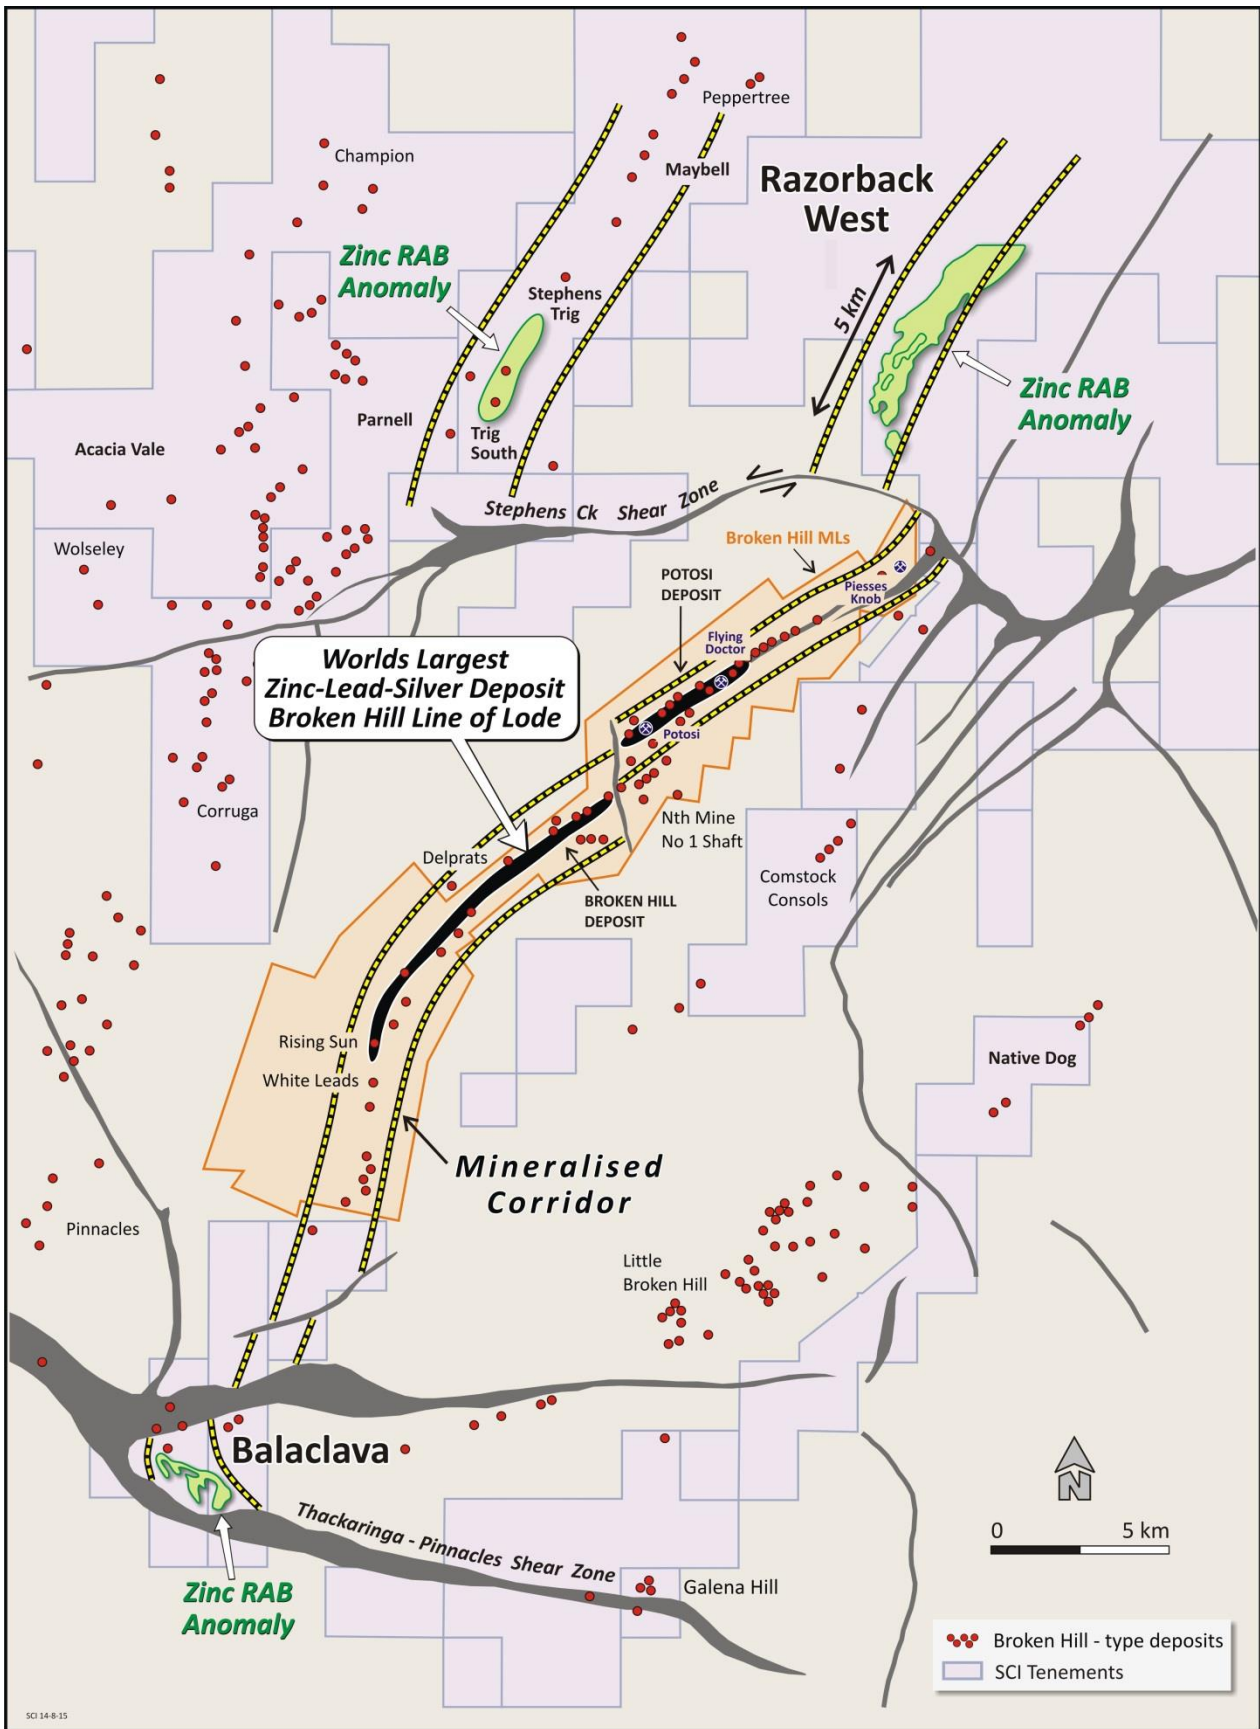 Peppertree
Champion
Maybell
Razorback
West
Zinc RAB
Anomaly
Stephens
Trig
5 km
Zinc RAB
Anomaly
Parnell
Trig
South
Acacia Vale
Stephens Ck Shear Zone
Wolseley
Broken Hill MLs
POTOSI
DEPOSIT
Piesses
Knob
Flying
Doctor
Worlds Largest
Zinc-Lead-Silver Deposit
Broken Hill Line of Lode
Potosi
Corruga
Nth Mine
No 1 Shaft
Delprats
BROKEN HILL
DEPOSIT
Comstock
Consols
Rising Sun
White Leads
Native Dog
Mineralised
Corridor
Pinnacles
Little
Broken Hill
Balaclava
Thackaringa - Pinnacles Shear Zone
Zinc RAB
Anomaly
Galena Hill
N
0 5 km
Broken Hill - type deposits
SCI Tenements
SCI 14-8-15